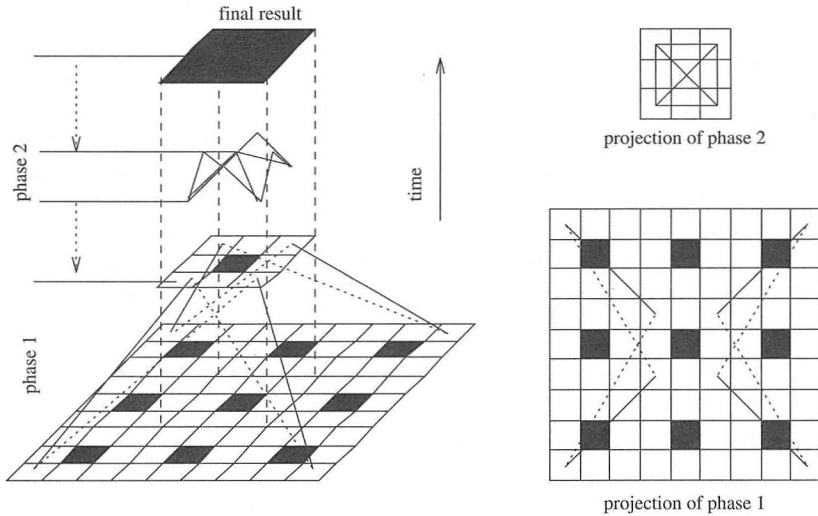 final result
phase 2
time
phase 1
projection of phase 2
projection of phase 1